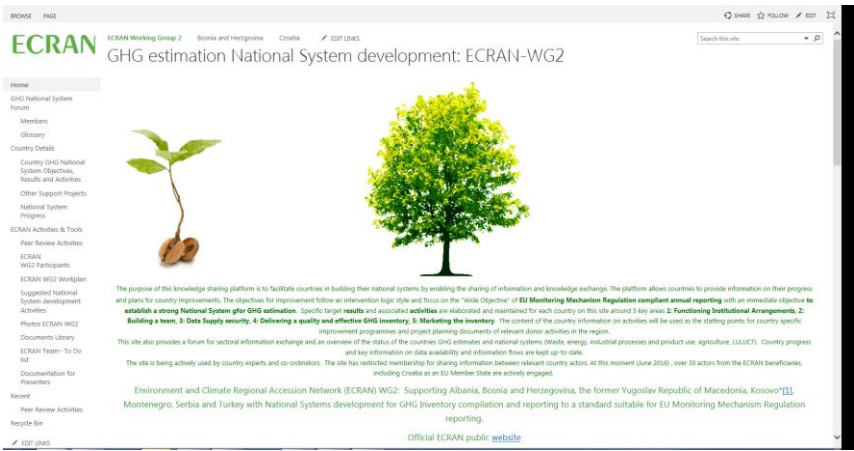 BROWSE PAGE
SHARE FOLLOW EDIT
ECRAN
ECRAN Working Group 2 Bosnia and Herzgovina Croatia EDIT LINKS
Search this site
GHG estimation National System development: ECRAN-WG2
Home
GHG National System
Forum
Members
Glossary
Country Details
Country GHG National
System Objectives,
Results and Activities
Other Support Projects
National System
Progress
ECRAN Activities & Tools
Peer Review Activities
ECRAN
WG2 Participants
ECRAN WG2 Workplan
Suggested National
System development
Activities
Photos ECRAN WG2
Documents Library
ECRAN Team:- To Do
list
Documentation for
Presenters
Recent
Peer Review Activities
Recycle Bin
EDIT LINKS
The purpose of this knowledge sharing platform is to facilitate countries in building their national systems by enabling the sharing of information and knowledge exchange. The platform allows countries to provide information on their progress
and plans for country improvements. The objectives for improvement follow an intervention logic style and focus on the "Wide Objective" of EU Monitoring Mechanism Regulation compliant annual reporting with an immediate objective to
establish a strong National System gfor GHG estimation. Specific target results and associated activities are elaborated and maintained for each country on this site around 5 key areas 1: Functioning Institutional Arrangements, 2:
Building a team, 3: Data Supply security, 4: Delivering a quality and effective GHG inventory, 5: Marketing the inventory. The content of the country information on activities will be used as the statting points for country specific
improvement programmes and project planning documents of relevant donor activities in the region.
This site also provides a forum for sectoral information exchange and an overview of the status of the countries GHG estimates and national systems (Waste, energy, industrial processes and product use, agriculture, LULUCF). Country progress
and key information on data availability and information flows are kept up-to-date.
The site is being actively used by country experts and co-ordinators. The site has restricted membership for sharing information between relevant country actors. At this moment (June 2016) , over 30 actors from the ECRAN beneficiaries,
including Croatia as an EU Member State are actively engaged.
Environment and Climate Regional Accession Network (ECRAN) WG2: Supporting Albania, Bosnia and Herzegovina, the former Yugoslav Republic of Macedonia, Kosovo*[1],
Montenegro, Serbia and Turkey with National Systems development for GHG Inventory compilation and reporting to a standard suitable for EU Monitoring Mechanism Regulation
reporting.
Official ECRAN public website